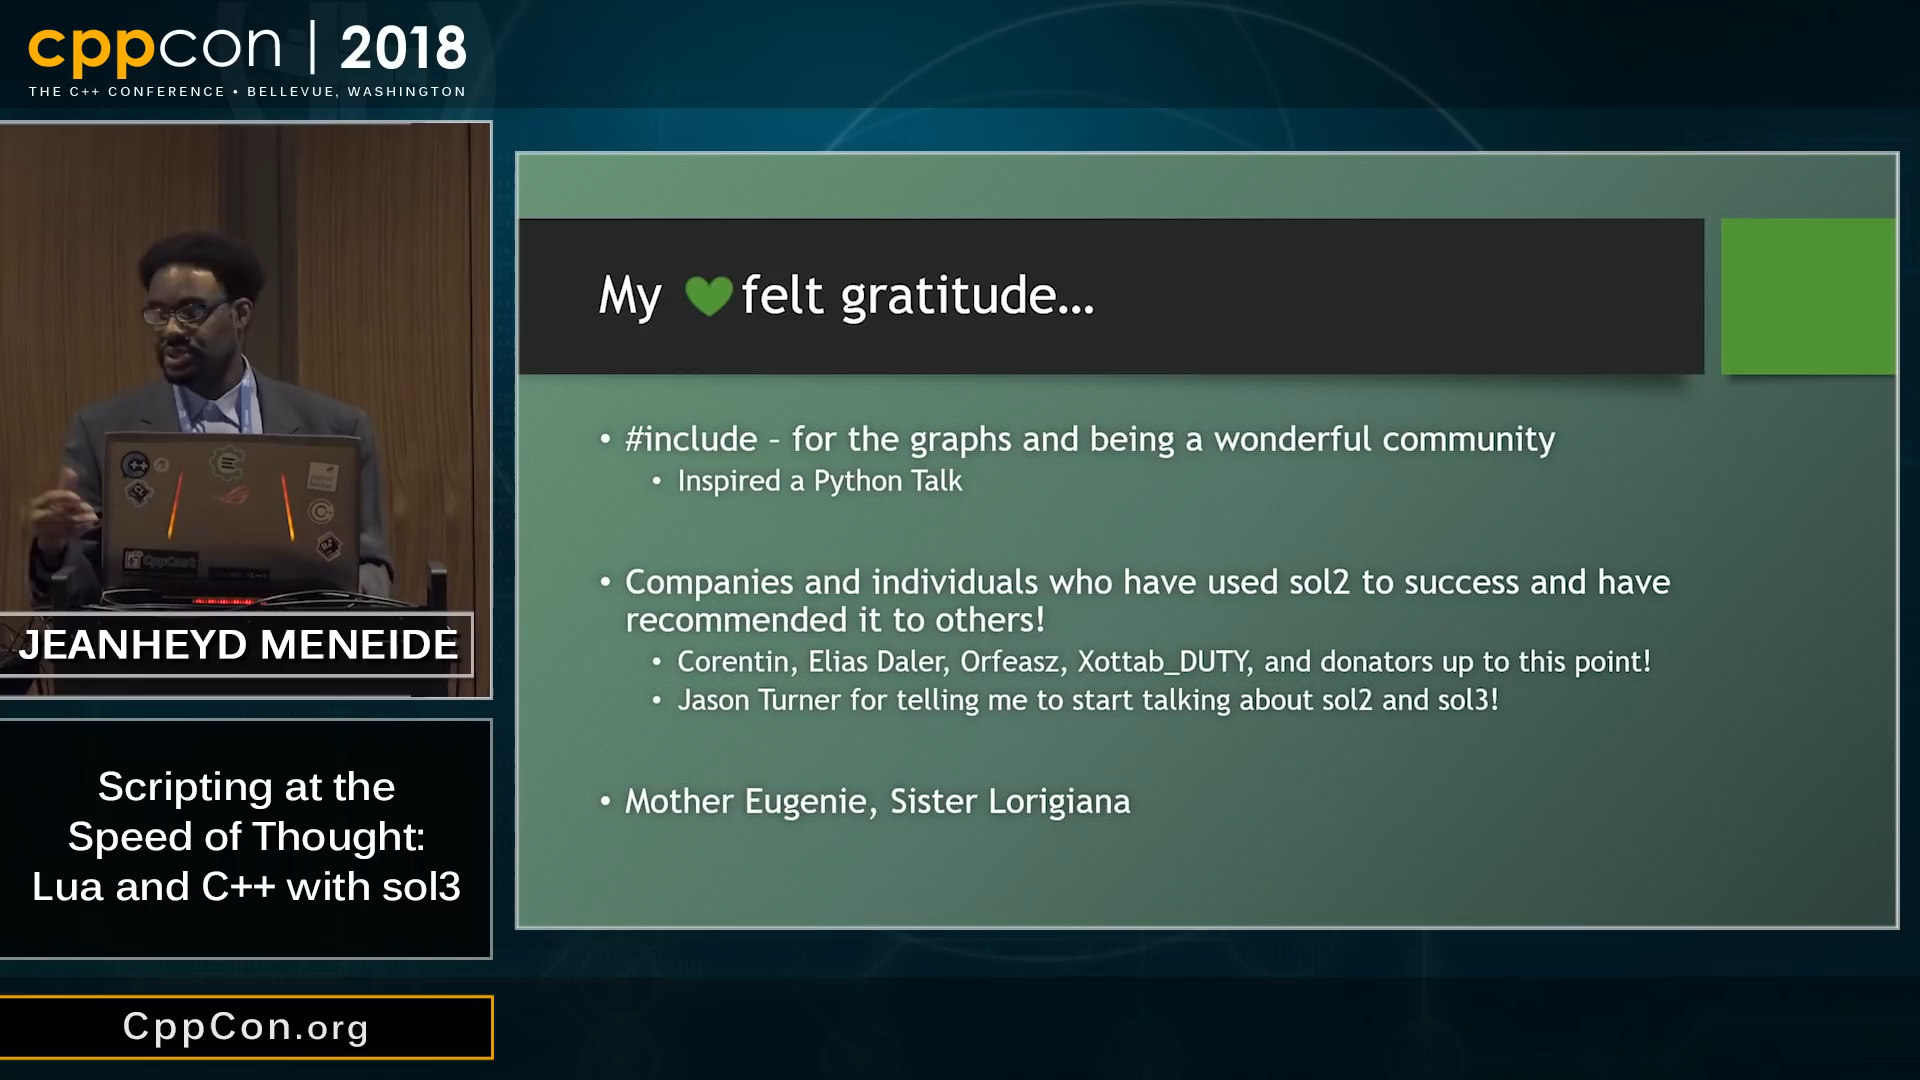 cppcon | 2018
THE C++ CONFERENCE • BELLEVUE, WASHINGTON
My 💚felt gratitude…
• #include – for the graphs and being a wonderful community
• Inspired a Python Talk
• Companies and individuals who have used sol2 to success and have
recommended it to others!
• Corentin, Elias Daler, Orfeasz, Xottab_DUTY, and donators up to this point!
• Jason Turner for telling me to start talking about sol2 and sol3!
• Mother Eugenie, Sister Lorigiana
CppCast
JEANHEYD MENEIDE
Scripting at the
Speed of Thought:
Lua and C++ with sol3
CppCon.org